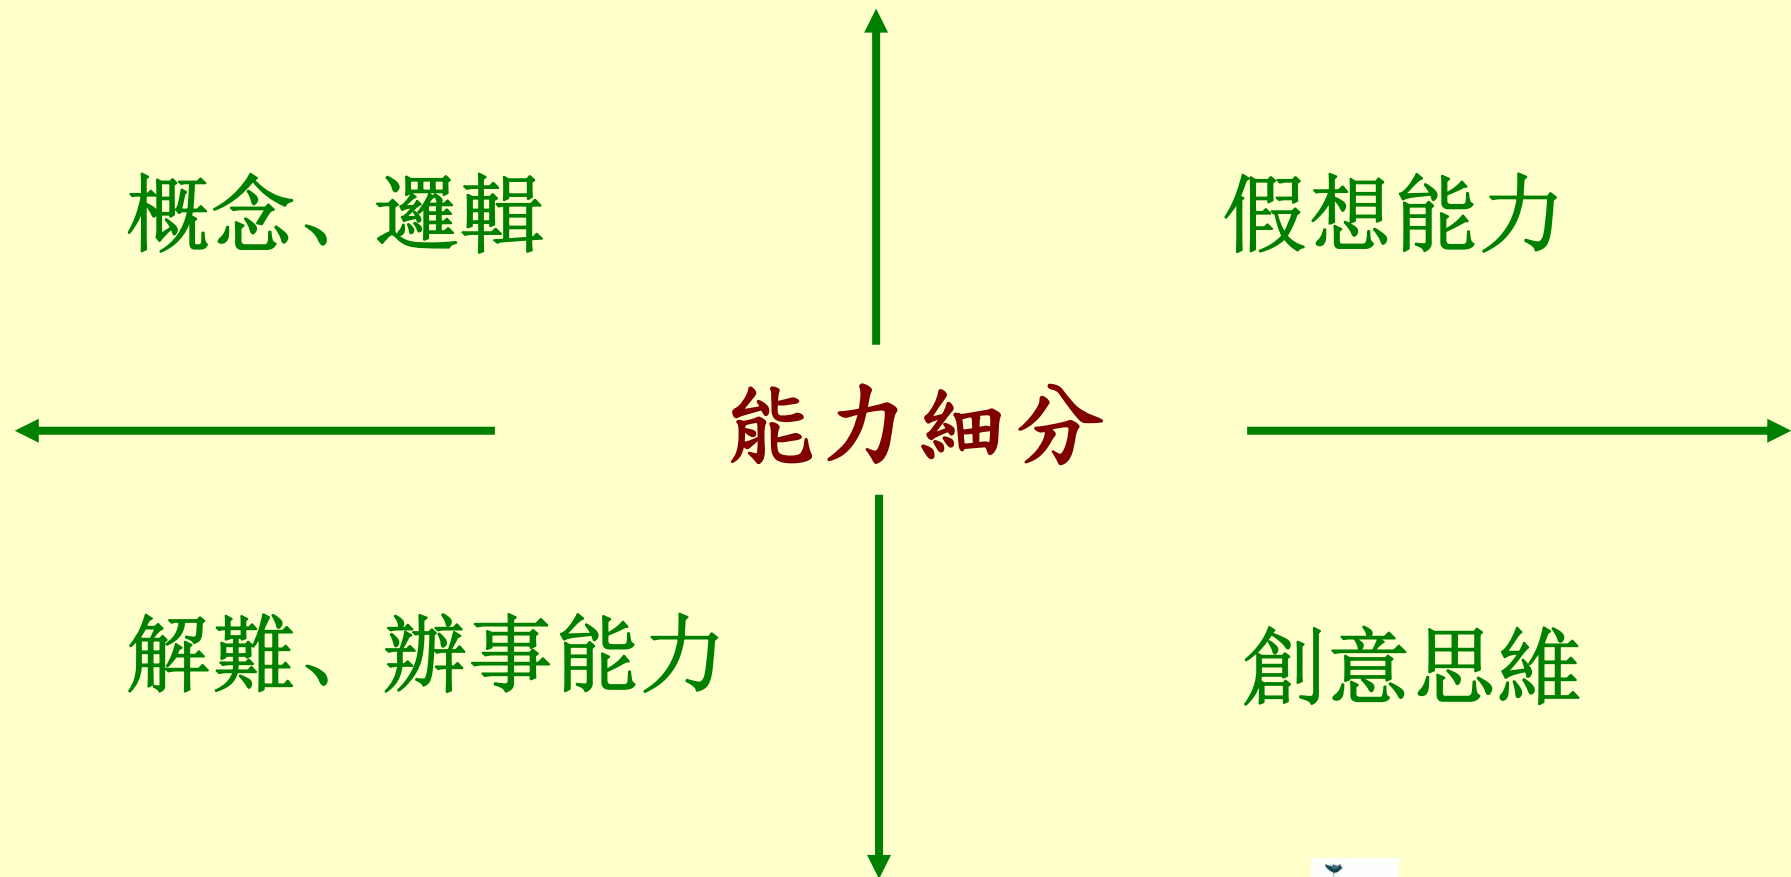 概念、邏輯
假想能力
能力細分
解難、辦事能力
創意思維